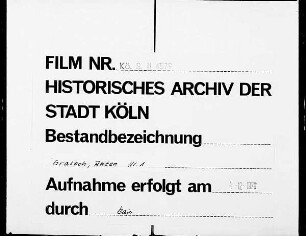 FILM NR.
HISTORISCHES ARCHIV DER
STADT KÖLN
Bestandbezeichnung
Aufnahme erfolgt am
durch